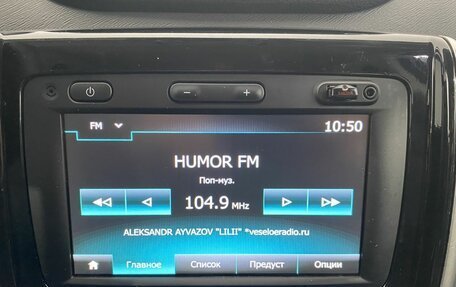 − +
FM 10:50
HUMOR FM
Поп-муз.
104.9 MHz
ALEKSANDR AYVAZOV "LILII" *veseloeradio.ru
Главное Список Предуст Опции